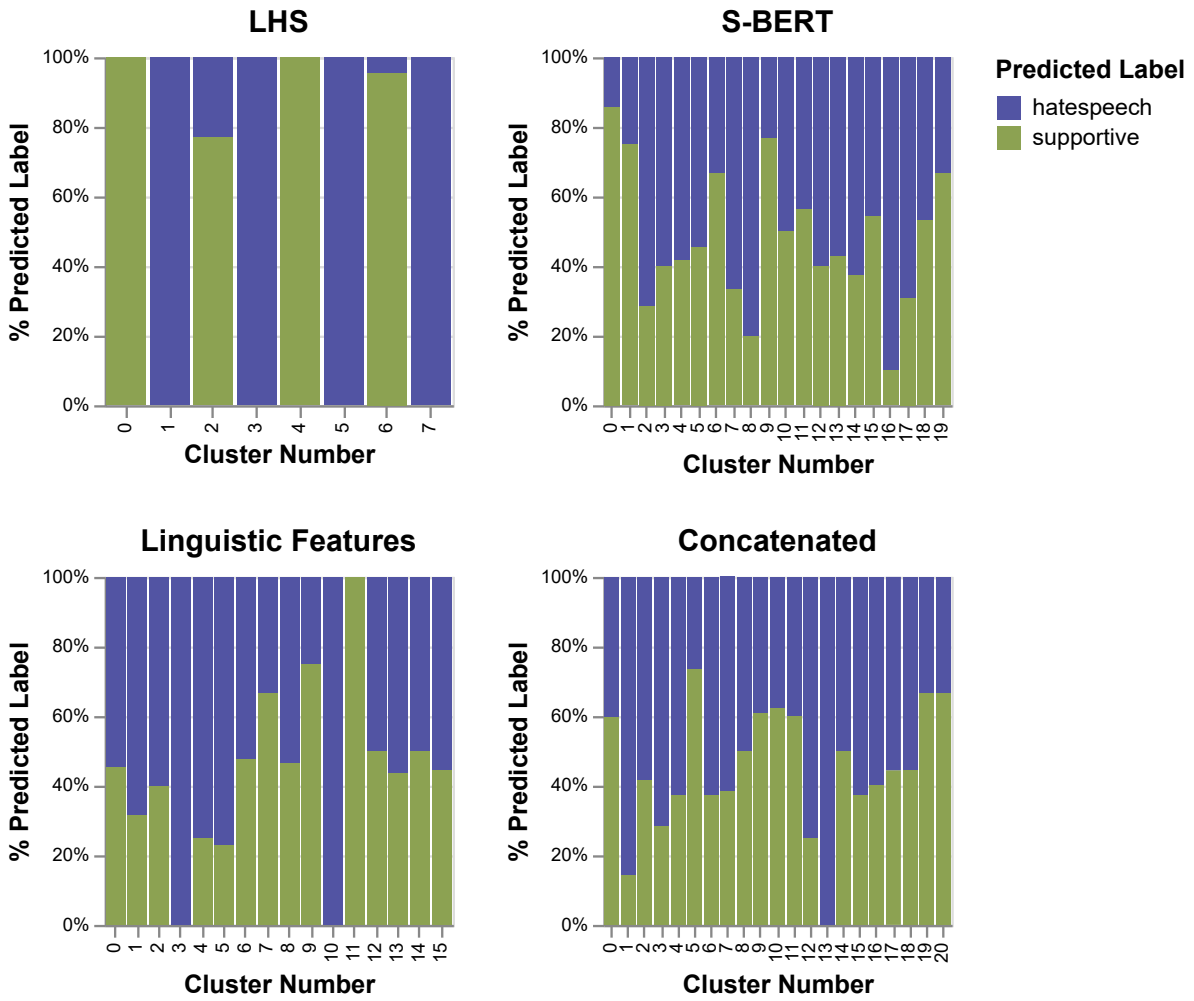 LHS
100%
80%
60%
40%
20%
0%
% Predicted Label
0 1 2 3 4 5 6 7
Cluster Number
S-BERT
100%
80%
60%
40%
20%
0%
% Predicted Label
0 1 2 3 4 5 6 7 8 9 10 11 12 13 14 15 16 17 18 19
Cluster Number
Predicted Label
hatespeech
supportive
Linguistic Features
100%
80%
60%
40%
20%
0%
% Predicted Label
0 1 2 3 4 5 6 7 8 9 10 11 12 13 14 15
Cluster Number
Concatenated
100%
80%
60%
40%
20%
0%
% Predicted Label
0 1 2 3 4 5 6 7 8 9 10 11 12 13 14 15 16 17 18 19 20
Cluster Number